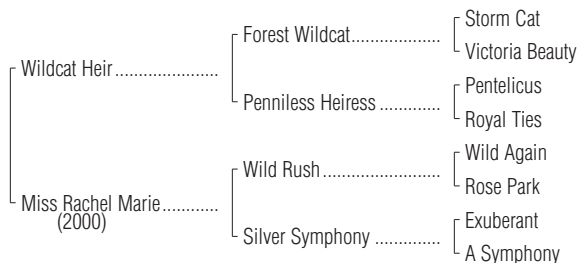 Storm Cat
Forest Wildcat....................
Victoria Beauty
Wildcat Heir.......................
Pentelicus
Penniless Heiress .............
Royal Ties
Wild Again
Wild Rush..........................
Rose Park
Miss Rachel Marie............
(2000)
Exuberant
Silver Symphony ..............
A Symphony